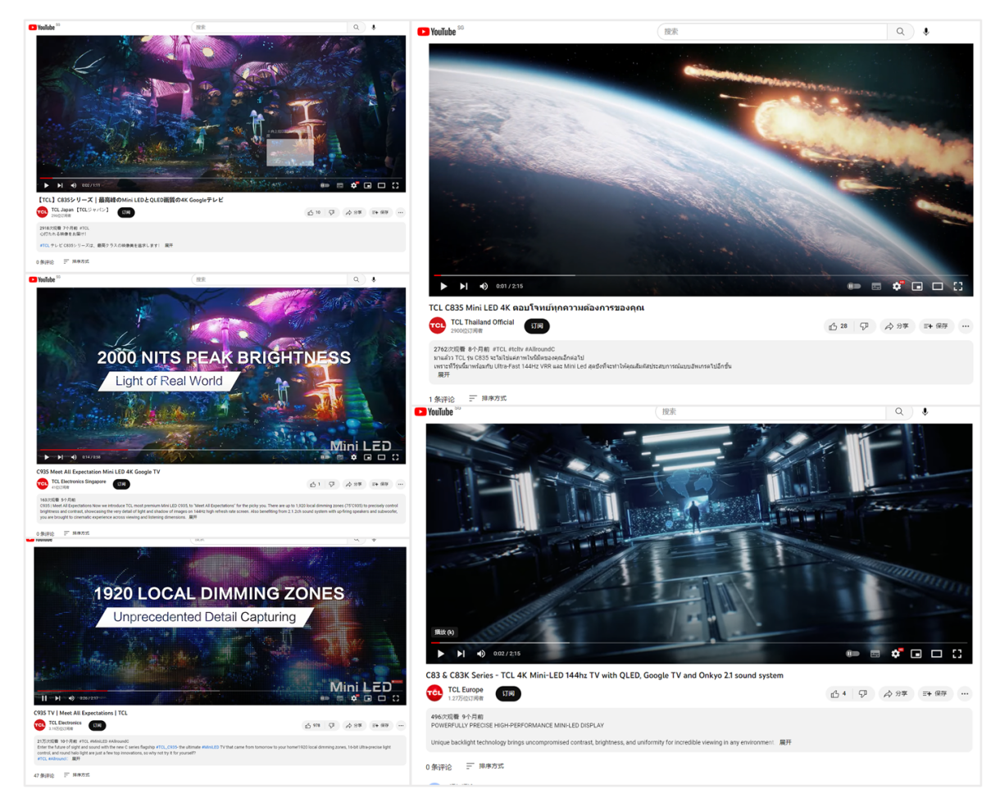 YouTube SG
搜索
0:02 / 1:17
【TCL】C835シリーズ｜最高峰のMini LEDとQLED画質の4K Googleテレビ
TCL Japan 【TCLジャパン】
订阅
10
分享
保存
2918次观看 7个月前 #TCL
心打たれる映像をお届け！
#TCL テレビ C835シリーズは、最高クラスの映像美を追求します！ 展开
0 条评论
排序方式
YouTube SG
搜索
2000 NITS PEAK BRIGHTNESS
Light of Real World
Mini LED
0:14 / 0:58
C935 Meet All Expectation Mini LED 4K Google TV
TCL Electronics Singapore
41位订阅者
订阅
1
分享
保存
163次观看 5个月前
C935 | Meet All Expectations Now we introduce TCL most premium Mini LED C935, to "Meet All Expectations" for the picky you. There are up to 1,920 local dimming zones (75"C935) to precisely control
brightness and contrast, showcasing the very detail of light and shadow of images on 144Hz high refresh rate screen. Also benefiting from 2.1.2ch sound system with up-firing speakers and subwoofer,
you are brought to cinematic experience across viewing and listening dimensions. 展开
0 条评论
排序方式
YouTube
1920 LOCAL DIMMING ZONES
Unprecedented Detail Capturing
Mini LED
C935 TV | Meet All Expectations | TCL
TCL Electronics
订阅
978
分享
保存
21万次观看 10个月前 #TCL #MiniLED #AllroundC
Enter the future of sight and sound with the new C series flagship #TCL_C935- the ultimate #MiniLED TV that came from tomorrow to your home!1920 local dimming zones, 16-bit Ultra-precise light
control, and round halo light are just a few top innovations, so why not try it for yourself?
#TCL #AllroundC 展开
47 条评论
排序方式
YouTube SG
搜索
0:01 / 2:15
TCL C835 Mini LED 4K ตอบโจทย์ทุกความต้องการของคุณ
TCL Thailand Official
2900位订阅者
订阅
28
分享
保存
2762次观看 8个月前 #TCL #tcltv #AllroundC
มาแล้วว TCL รุ่น C835 จะไม่ใช่แค่ภาพในนิมิตของคุณอีกต่อไป
เพราะทีวีรุ่นนี้มาพร้อมกับ Ultra-Fast 144Hz VRR และ Mini Led สุดซึ่งที่จะทำให้คุณสัมผัสประสบการณ์แบบอัพเกรดไปอีกขั้น
展开
1 条评论
排序方式
YouTube SG
搜索
播放 (k)
0:02 / 2:15
C83 & C83K Series - TCL 4K Mini-LED 144hz TV with QLED, Google TV and Onkyo 2.1 sound system
TCL Europe
1.27万位订阅者
订阅
4
分享
保存
496次观看 9个月前
POWERFULLY PRECISE HIGH-PERFORMANCE MINI-LED DISPLAY
Unique backlight technology brings uncompromised contrast, brightness, and uniformity for incredible viewing in any environment. 展开
0 条评论
排序方式